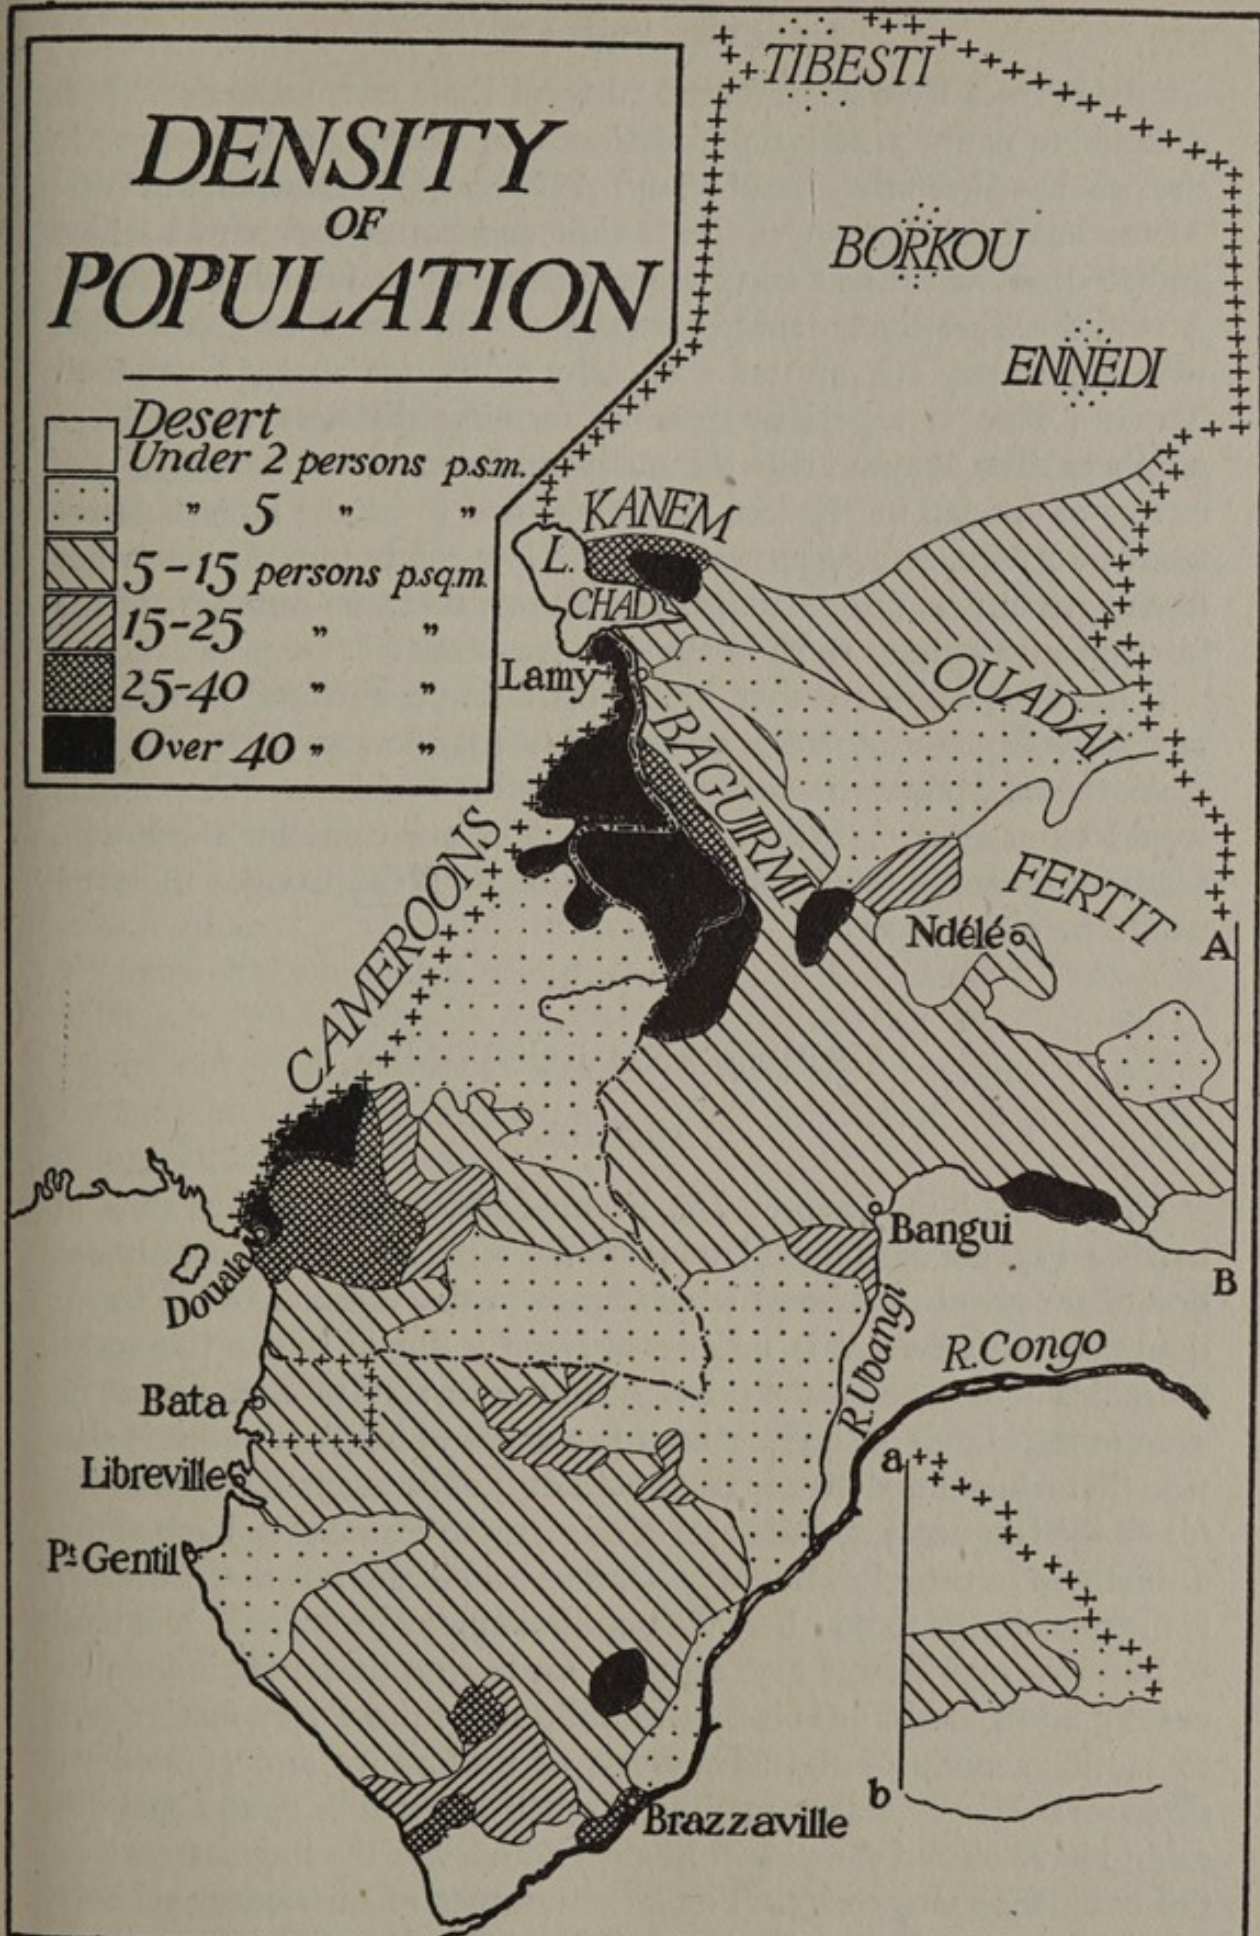 DENSITY
OF
POPULATION
Desert
Under 2 persons p.s.m.
" 5 " "
5-15 persons p.sq.m.
15-25 " "
25-40 " "
Over 40 " "
TIBESTI
BORKOU
ENNEDI
KANEM
L.
CHAD
Lamy
OUADAI
BAGUIRMI
FERTIT
Ndélé
A
CAMEROONS
Bangui
Douala
B
R. Ubangi
R. Congo
Bata
Libreville
Pt Gentil
a
b
Brazzaville